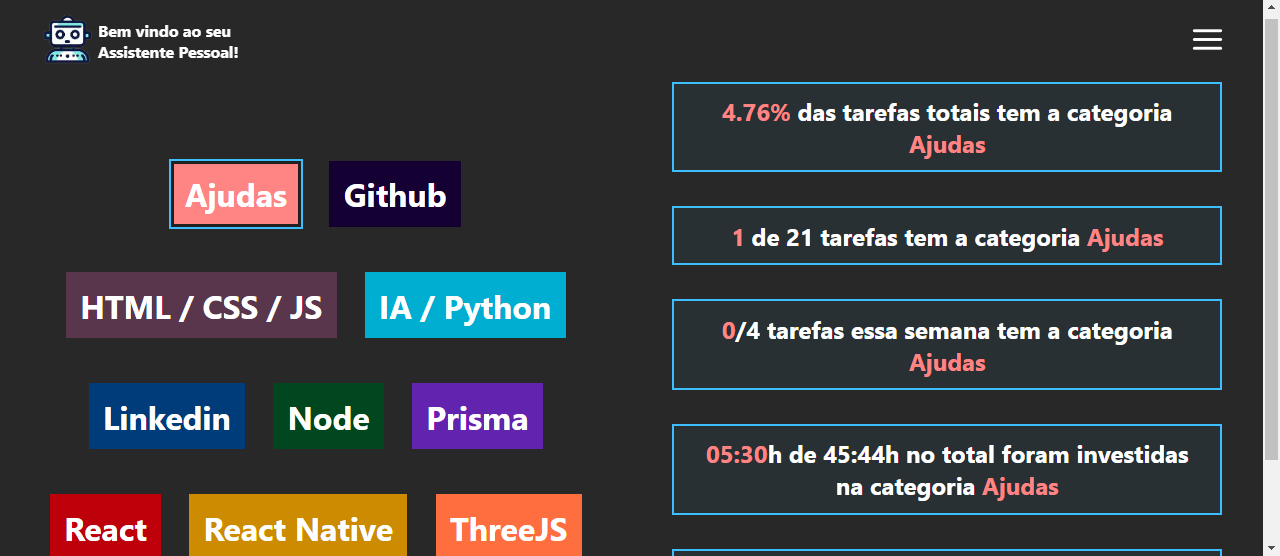 Bem vindo ao seu
Assistente Pessoal!
Ajudas
Github
HTML / CSS / JS
IA / Python
Linkedin
Node
Prisma
React
React Native
ThreeJS
4.76% das tarefas totais tem a categoria
Ajudas
1 de 21 tarefas tem a categoria Ajudas
0/4 tarefas essa semana tem a categoria
Ajudas
05:30h de 45:44h no total foram investidas
na categoria Ajudas